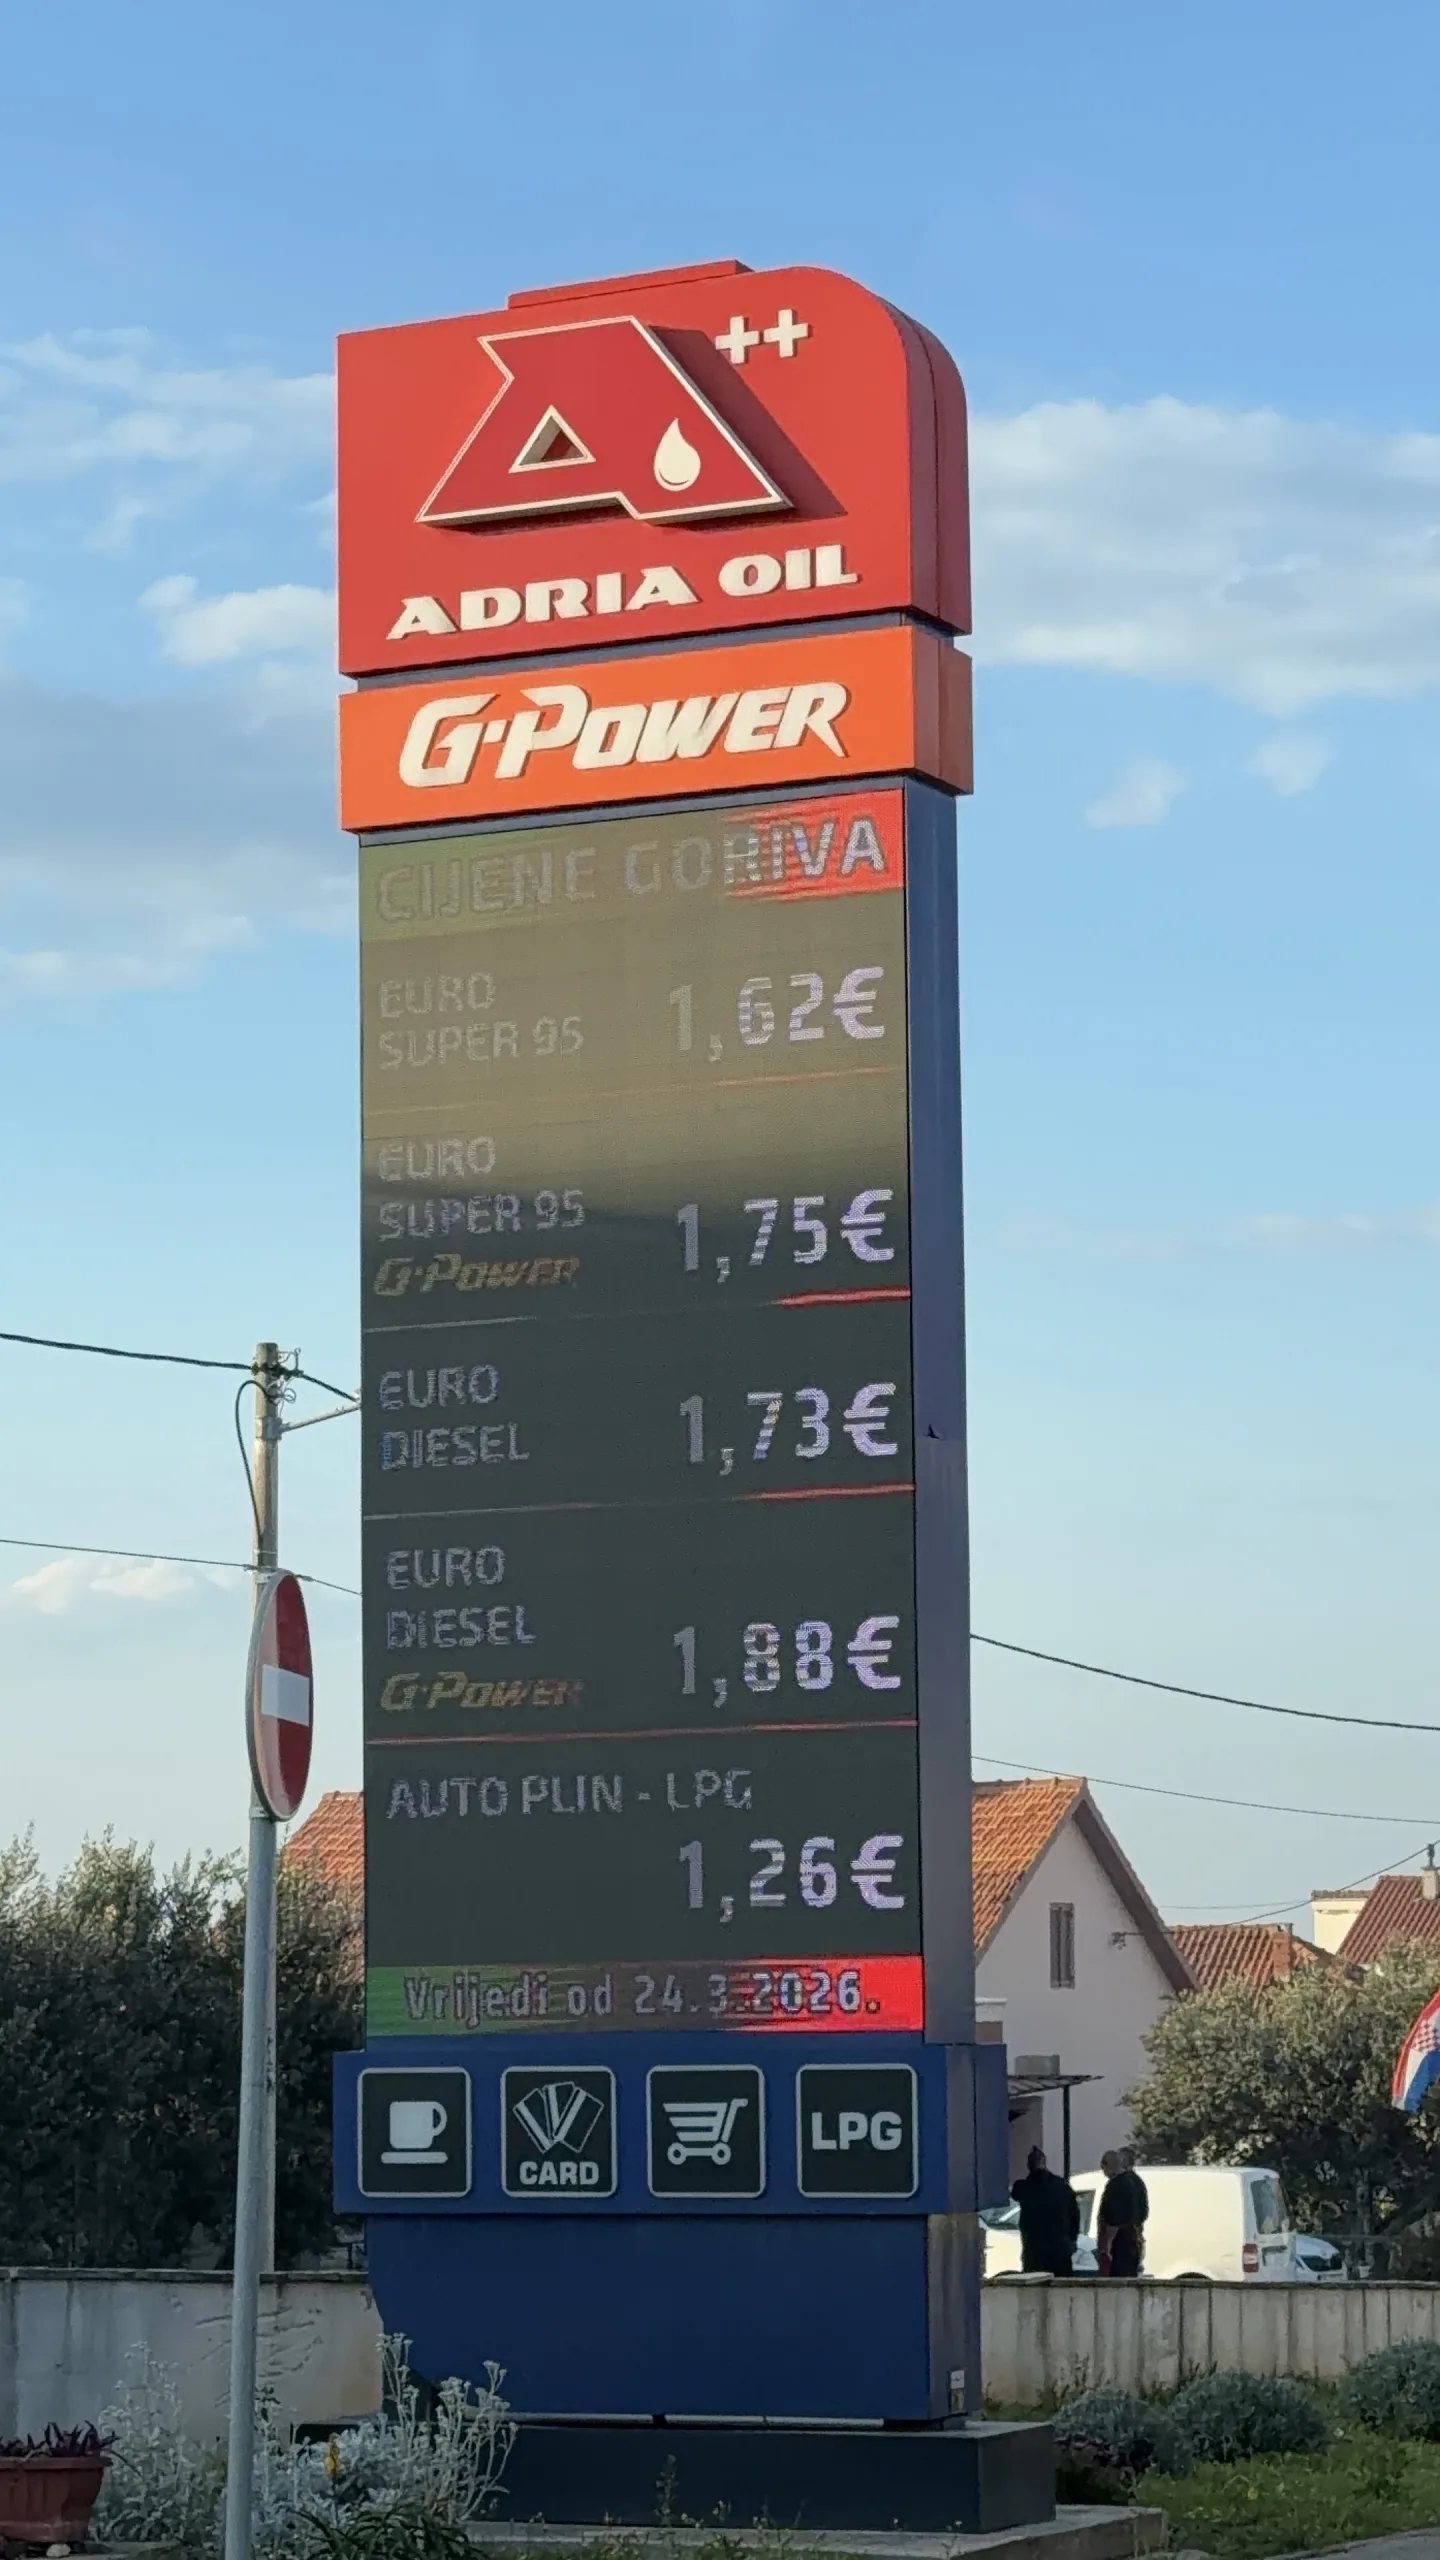 ++
ADRIA OIL
G·POWER
CIJENE GORIVA
EURO
SUPER 95 1,62€
EURO
SUPER 95 1,75€
G·POWER
EURO
DIESEL 1,73€
EURO
DIESEL 1,88€
G·POWER
AUTO PLIN - LPG
1,26€
Vrijedi od 24.3.2026.
CARD
LPG